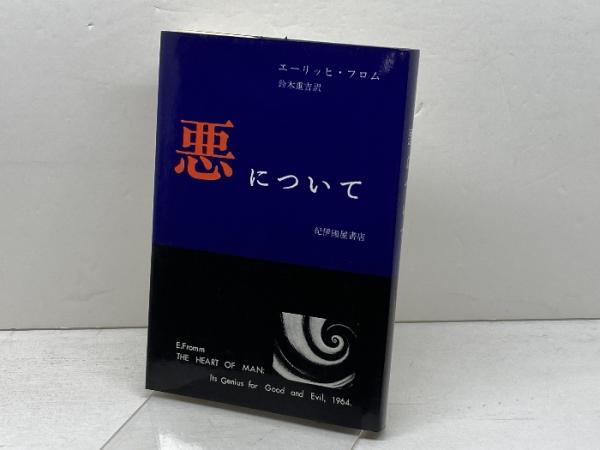 エーリッヒ・フロム
鈴木重吉訳
悪について
紀伊國屋書店
E.Fromm
THE HEART OF MAN:
Its Genius for Good and Evil, 1964.